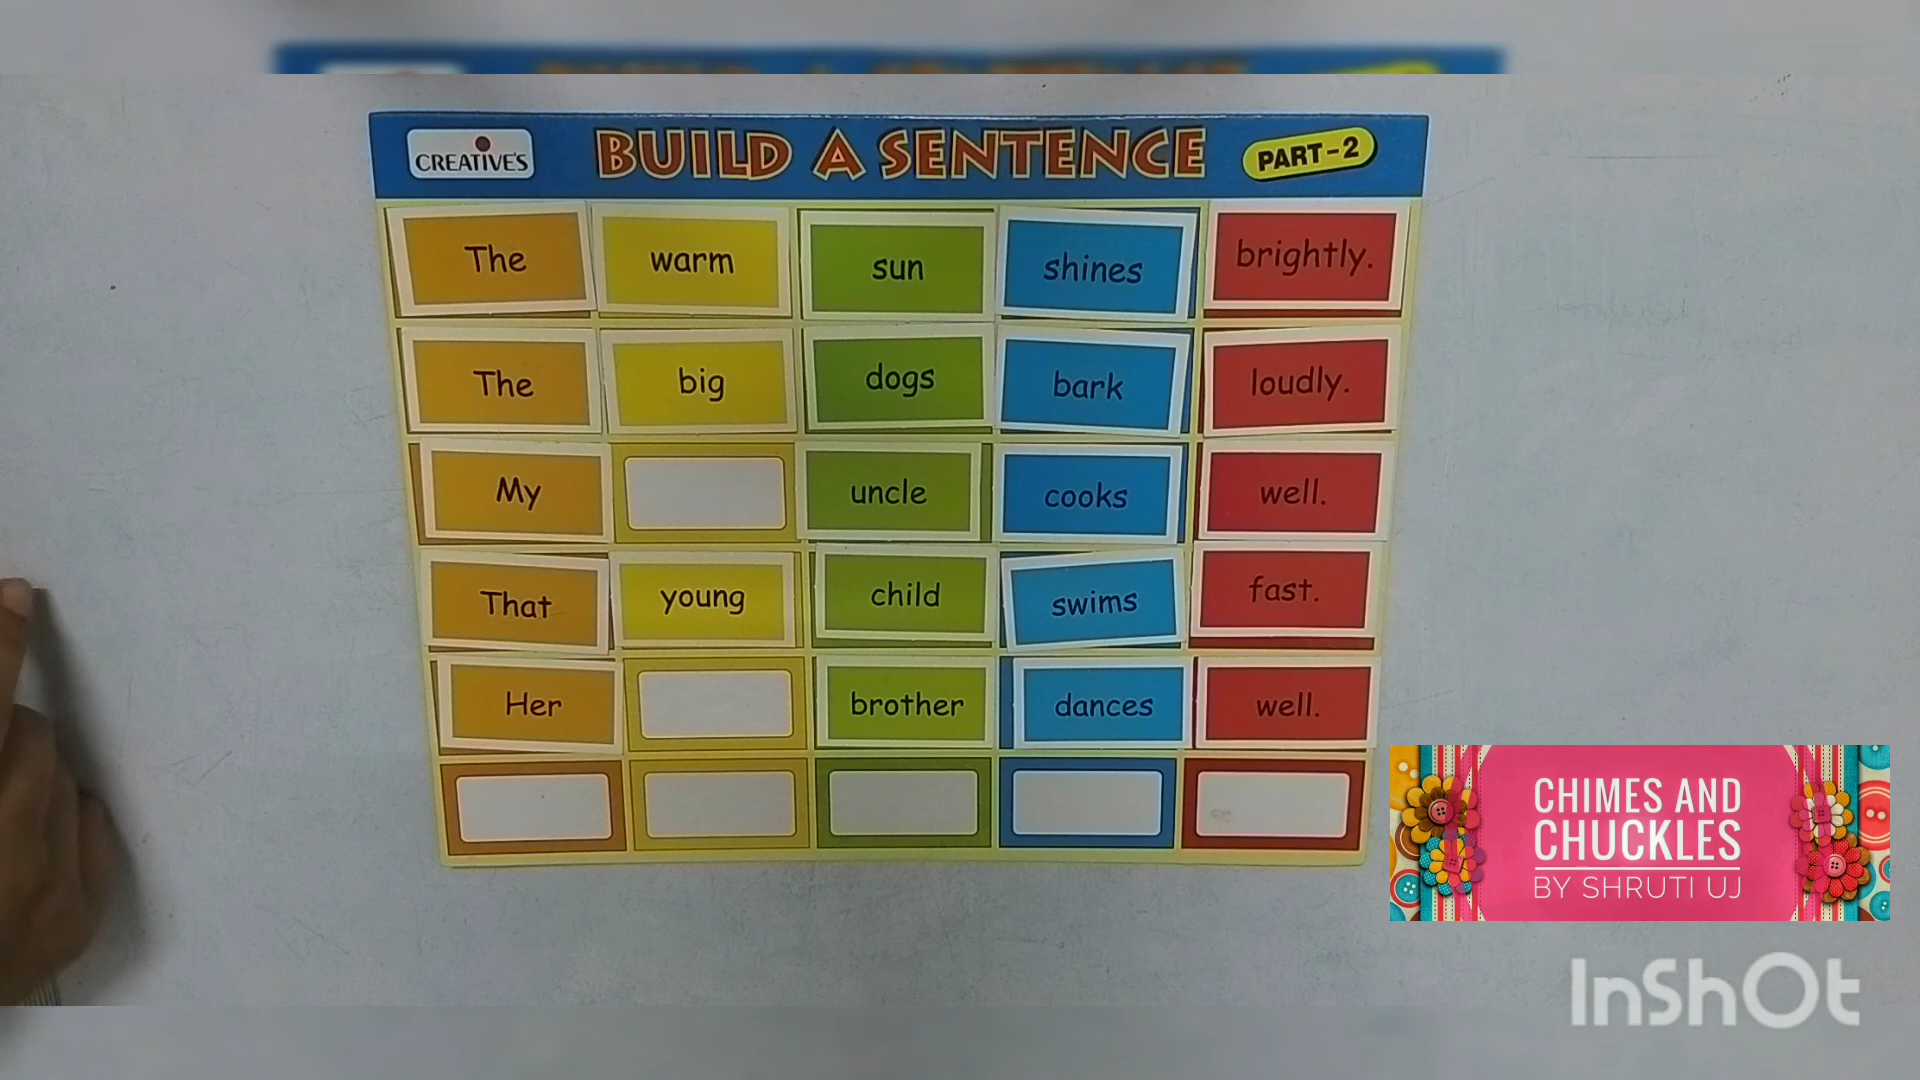 CREATIVE'S BUILD A SENTENCE PART-2
The warm sun shines brightly.
The big dogs bark loudly.
My uncle cooks well.
That young child swims fast.
Her brother dances well.
CHIMES AND
CHUCKLES
BY SHRUTI UJ
InShOt